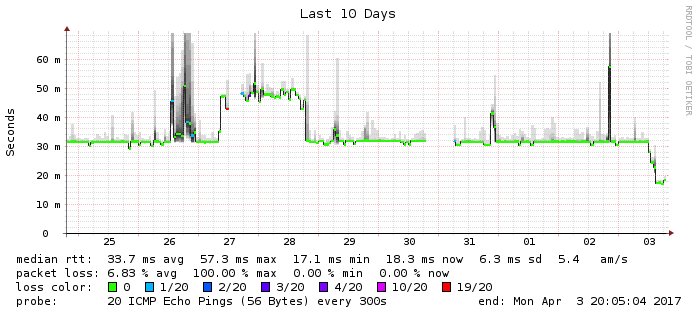 Last 10 Days
RRDTOOL / TOBI OETIKER
Seconds
60 m
50 m
40 m
30 m
20 m
10 m
0
25 26 27 28 29 30 31 01 02 03
median rtt: 33.7 ms avg 57.3 ms max 17.1 ms min 18.3 ms now 6.3 ms sd 5.4 am/s
packet loss: 6.83 % avg 100.00 % max 0.00 % min 0.00 % now
loss color: 0 1/20 2/20 3/20 4/20 10/20 19/20
probe: 20 ICMP Echo Pings (56 Bytes) every 300s end: Mon Apr 3 20:05:04 2017